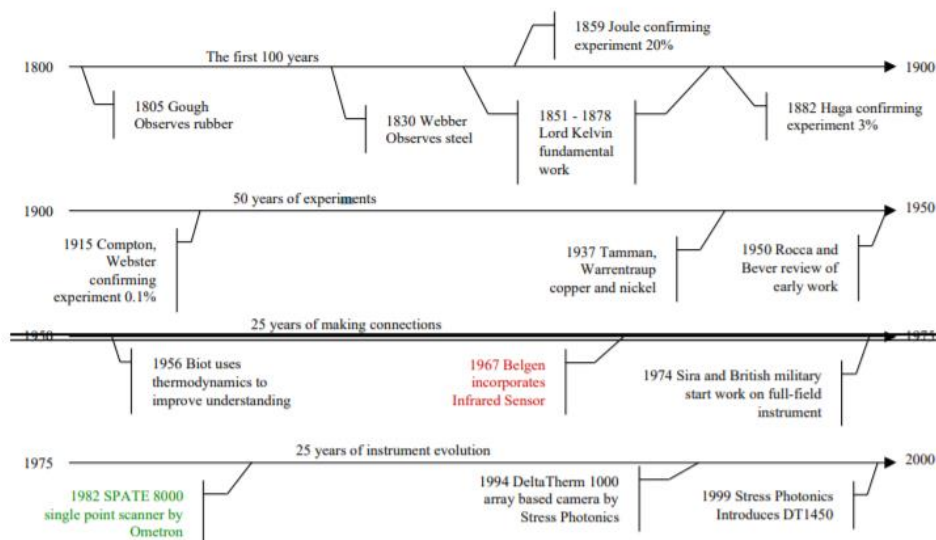 1859 Joule confirming
experiment 20%
The first 100 years
1800
1900
1805 Gough
Observes rubber
1830 Webber
Observes steel
1851 - 1878
Lord Kelvin
fundamental
work
1882 Haga confirming
experiment 3%
50 years of experiments
1900
1950
1915 Compton,
Webster
confirming
experiment 0.1%
1937 Tamman,
Warrentraup
copper and nickel
1950 Rocca and
Bever review of
early work
25 years of making connections
1950
1975
1956 Biot uses
thermodynamics to
improve understanding
1967 Belgen
incorporates
Infrared Sensor
1974 Sira and British military
start work on full-field
instrument
25 years of instrument evolution
1975
2000
1982 SPATE 8000
single point scanner by
Ometron
1994 DeltaTherm 1000
array based camera by
Stress Photonics
1999 Stress Photonics
Introduces DT1450